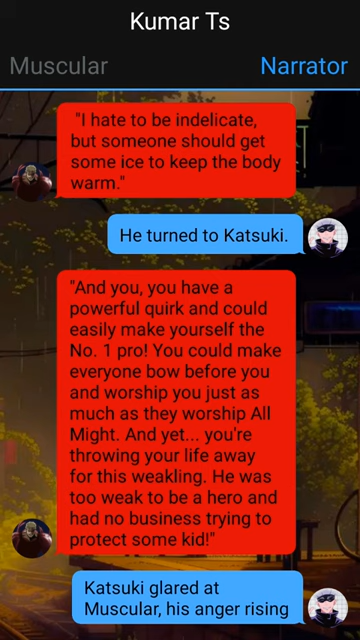 Kumar Ts
Muscular Narrator
"I hate to be indelicate,
but someone should get
some ice to keep the body
warm."
He turned to Katsuki.
"And you, you have a
powerful quirk and could
easily make yourself the
No. 1 pro! You could make
everyone bow before you
and worship you just as
much as they worship All
Might. And yet... you're
throwing your life away
for this weakling. He was
too weak to be a hero and
had no business trying to
protect some kid!"
Katsuki glared at
Muscular, his anger rising